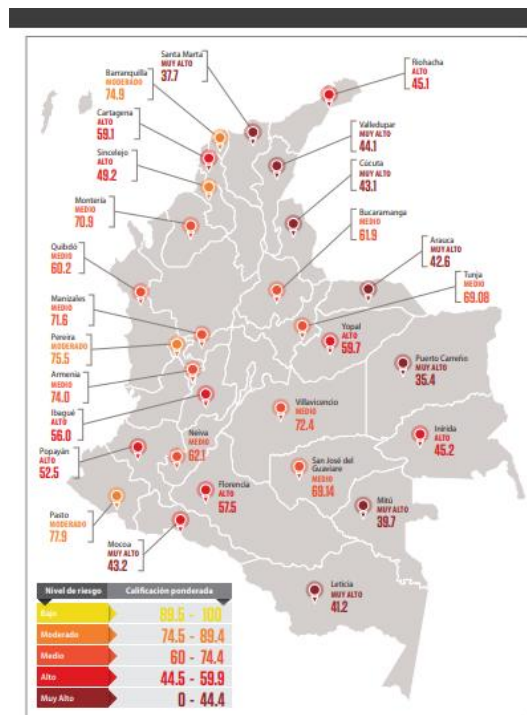 Santa Marta
MUY ALTO
37.7
Barranquilla
MODERADO
74.9
Riohacha
ALTO
45.1
Cartagena
ALTO
59.1
Valledupar
MUY ALTO
44.1
Sincelejo
ALTO
49.2
Cúcuta
MUY ALTO
43.1
Montería
MEDIO
70.9
Bucaramanga
MEDIO
61.9
Arauca
MUY ALTO
42.6
Quibdó
MEDIO
60.2
Tunja
MEDIO
69.08
Manizales
MEDIO
71.6
Yopal
ALTO
59.7
Pereira
MODERADO
75.5
Puerto Carreño
MUY ALTO
35.4
Armenia
MEDIO
74.0
Villavicencio
MEDIO
72.4
Ibagué
ALTO
56.0
Inírida
ALTO
45.2
Neiva
MEDIO
62.1
Popayán
ALTO
52.5
San José del
Guaviare
MEDIO
69.14
Florencia
ALTO
57.5
Mitú
MUY ALTO
39.7
Pasto
MODERADO
77.9
Mocoa
MUY ALTO
43.2
Leticia
MUY ALTO
41.2
Nivel de riesgo Calificación ponderada
Bajo 89.5 - 100
Moderado 74.5 - 89.4
Medio 60 - 74.4
Alto 44.5 - 59.9
Muy Alto 0 - 44.4